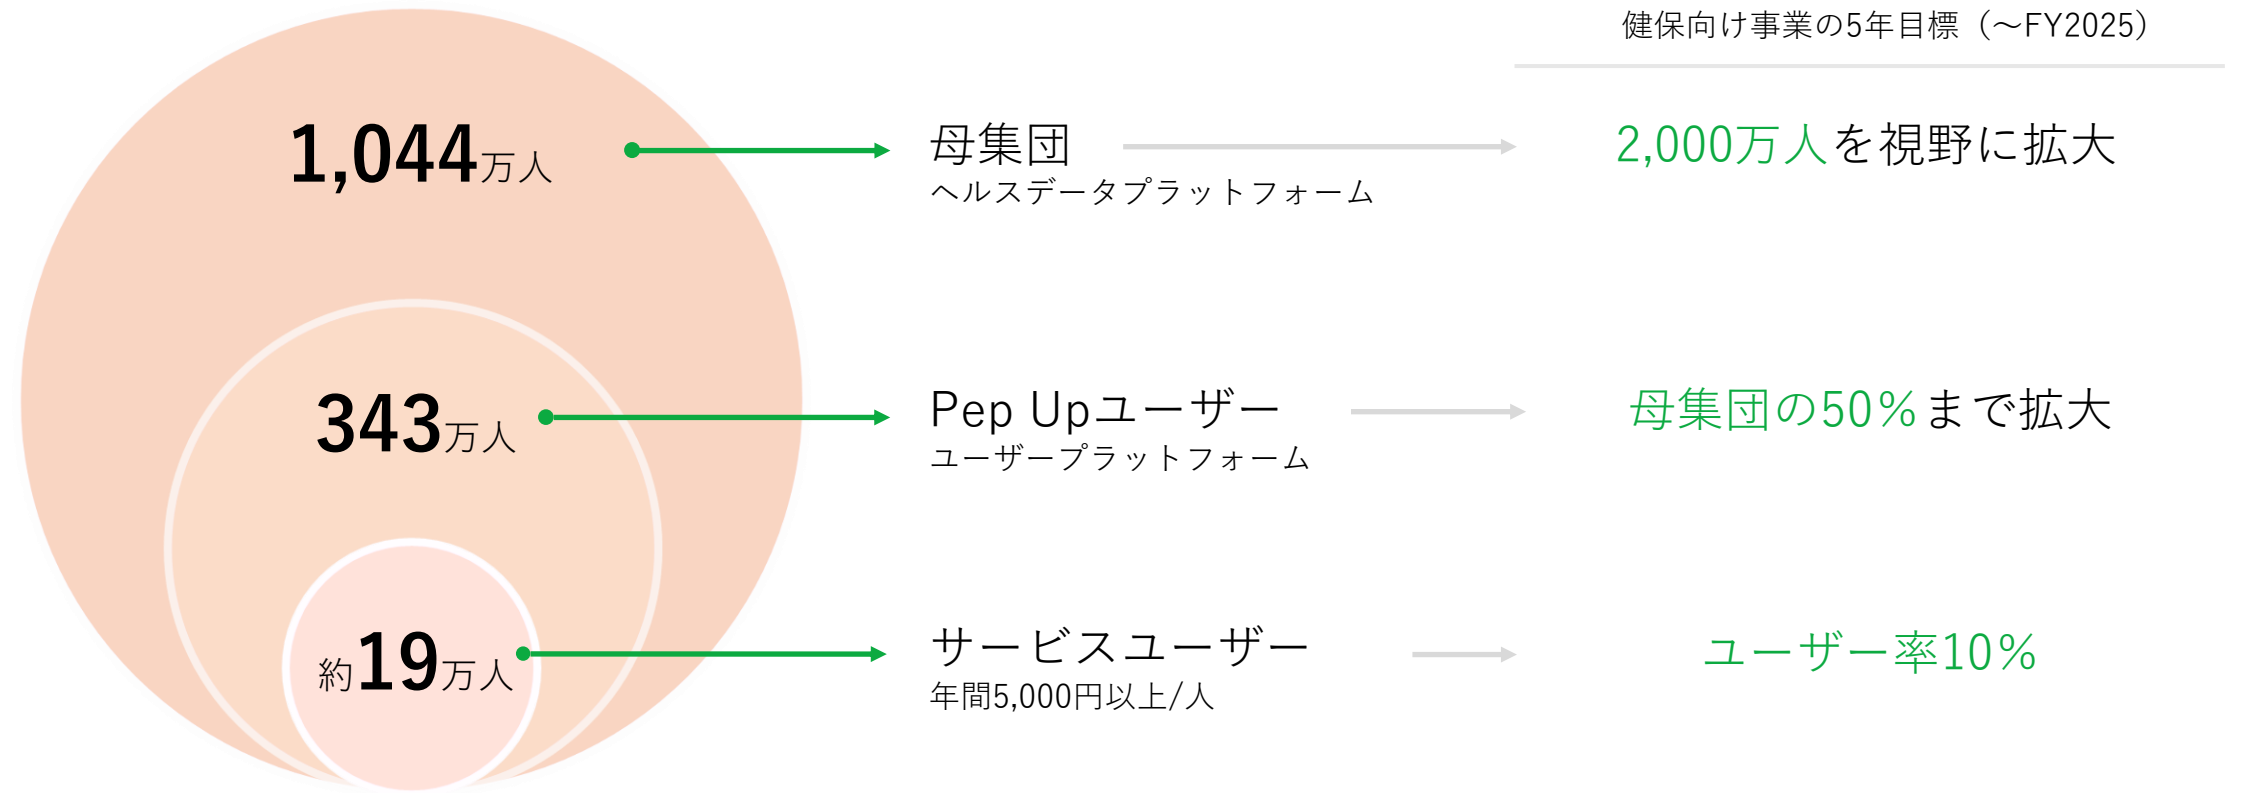 健保向け事業の5年目標（～FY2025）
1,044万人
母集団
ヘルスデータプラットフォーム
2,000万人を視野に拡大
343万人
Pep Upユーザー
ユーザープラットフォーム
母集団の50％まで拡大
約19万人
サービスユーザー
年間5,000円以上/人
ユーザー率10％